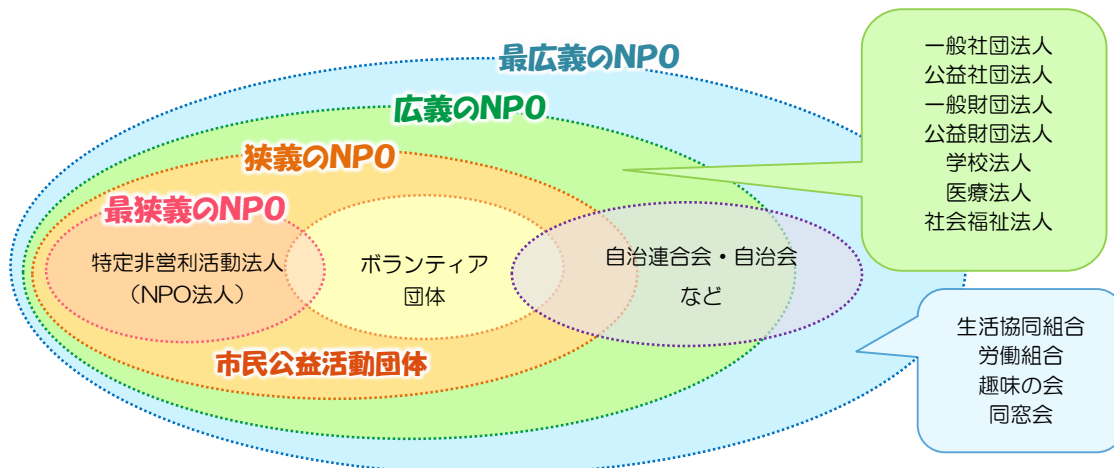 最広義のNPO
広義のNPO
狭義のNPO
最狭義のNPO
特定非営利活動法人
（NPO法人）
ボランティア
団体
自治連合会・自治会
など
市民公益活動団体
一般社団法人
公益社団法人
一般財団法人
公益財団法人
学校法人
医療法人
社会福祉法人
生活協同組合
労働組合
趣味の会
同窓会